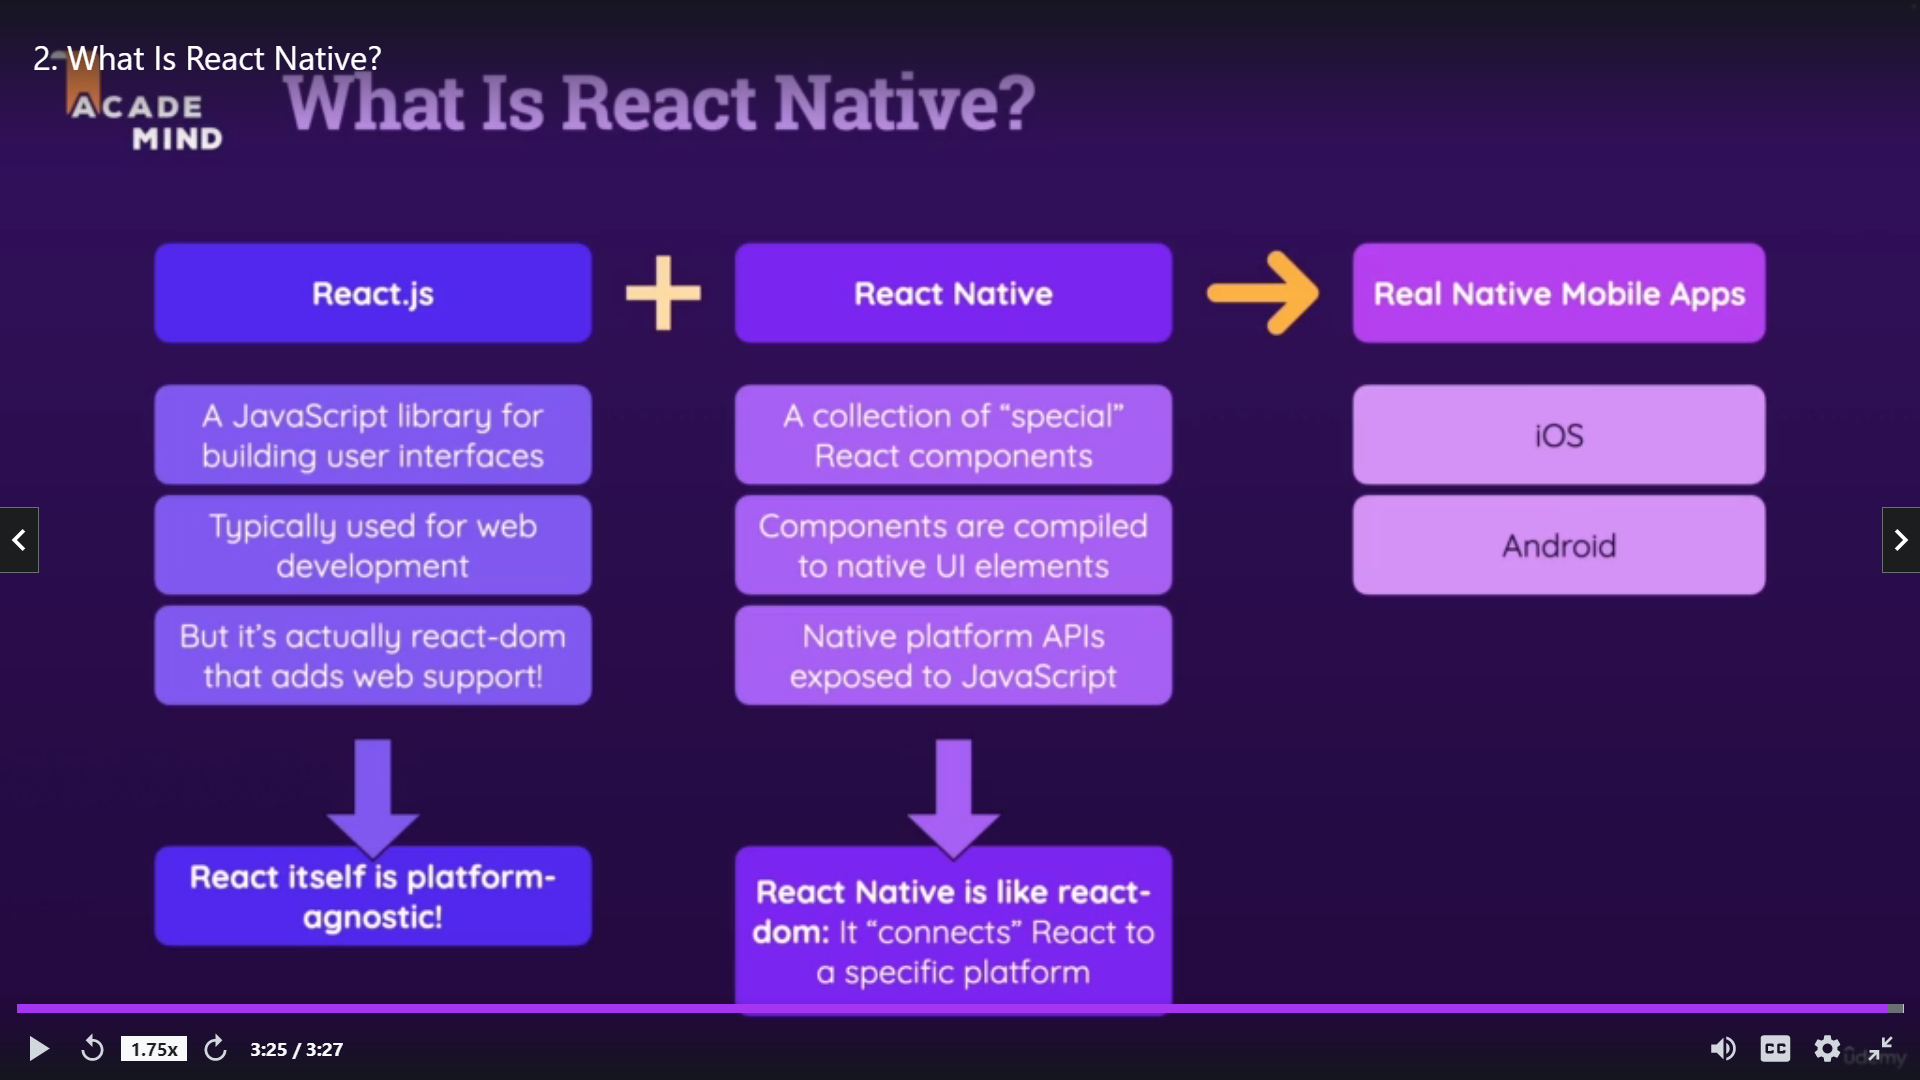 2. What Is React Native?
ACADE
MIND
What Is React Native?
React.js
React Native
Real Native Mobile Apps
A JavaScript library for
building user interfaces
Typically used for web
development
But it's actually react-dom
that adds web support!
React itself is platform-
agnostic!
A collection of “special”
React components
Components are compiled
to native UI elements
Native platform APIs
exposed to JavaScript
React Native is like react-
dom: It “connects” React to
a specific platform
iOS
Android
1.75x
3:25 / 3:27
CC
udemy